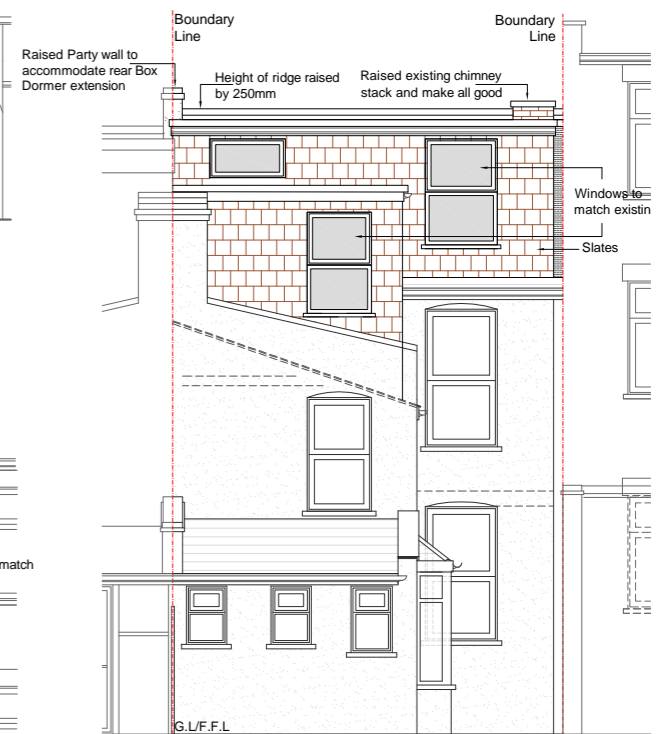 Boundary
Line
Boundary
Line
Raised Party wall to
accommodate rear Box
Dormer extension
Height of ridge raised
by 250mm
Raised existing chimney
stack and make all good
Windows to
match existin
Slates
match
G.L/F.F.L